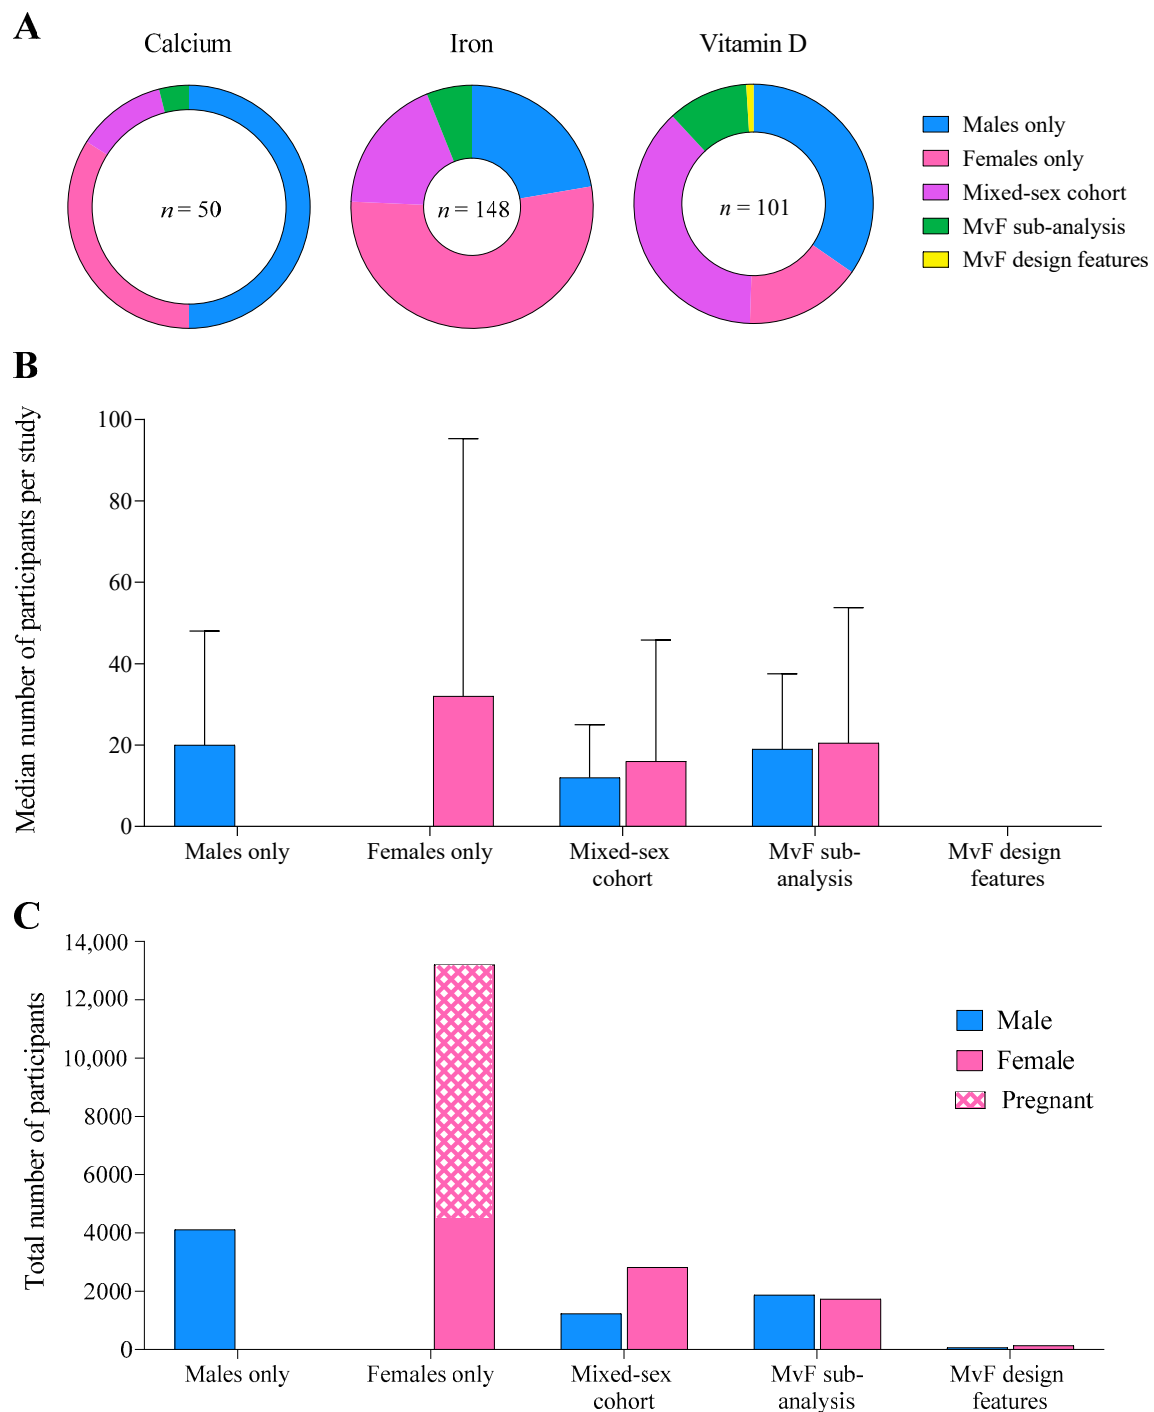 A
Calcium
Iron
Vitamin D
n = 50
n = 148
n = 101
Males only
Females only
Mixed-sex cohort
MvF sub-analysis
MvF design features
B
Median number of participants per study
100
80
60
40
20
0
Males only
Females only
Mixed-sex
cohort
MvF sub-
analysis
MvF design
features
C
Total number of participants
14,000
12,000
10,000
8000
6000
4000
2000
0
Male
Female
Pregnant
Males only
Females only
Mixed-sex
cohort
MvF sub-
analysis
MvF design
features